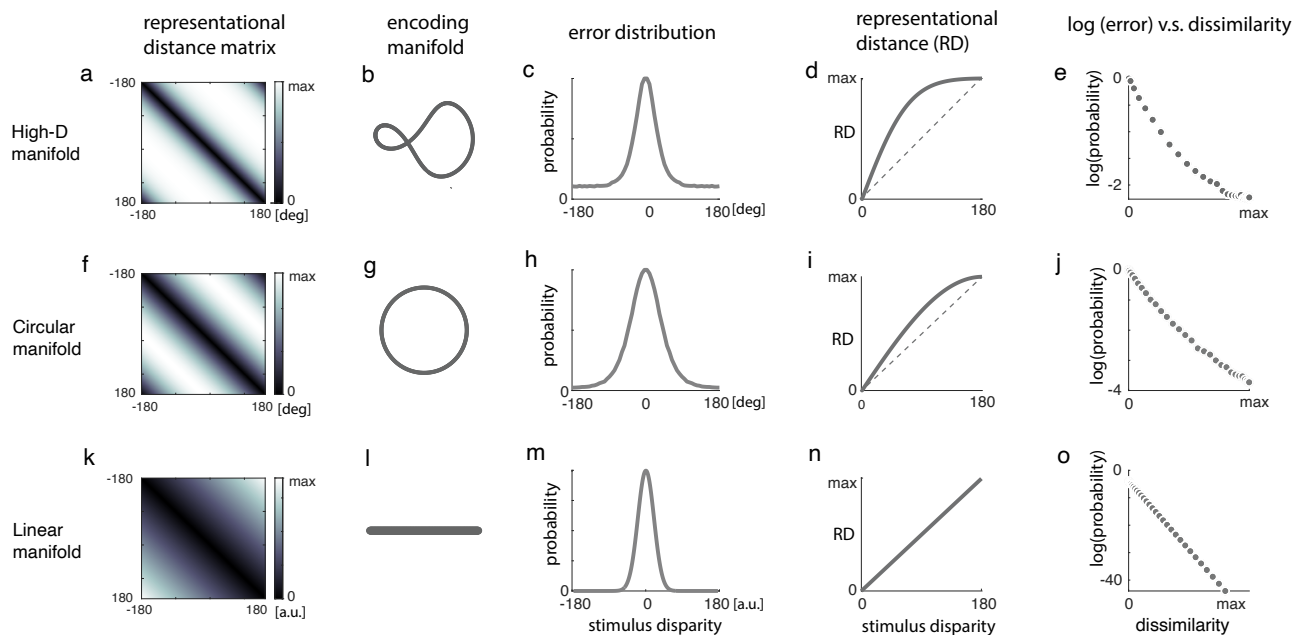 representational
distance matrix
encoding
manifold
error distribution
representational
distance (RD)
log (error) v.s. dissimilarity
High-D
manifold
a
-180
180
-180
180
[deg]
max
0
b
c
probability
0
-180
0
180
[deg]
d
max
RD
0
0
180
e
log(probability)
0
-2
0
max
Circular
manifold
f
-180
180
-180
180
[deg]
max
0
g
h
probability
0
-180
0
180
[deg]
i
max
RD
0
0
180
j
log(probability)
0
-4
0
max
Linear
manifold
k
-180
180
-180
180
[a.u.]
max
0
l
m
probability
0
-180
0
180
[a.u.]
stimulus disparity
n
max
RD
0
0
180
stimulus disparity
o
log(probability)
0
-20
-40
0
max
dissimilarity